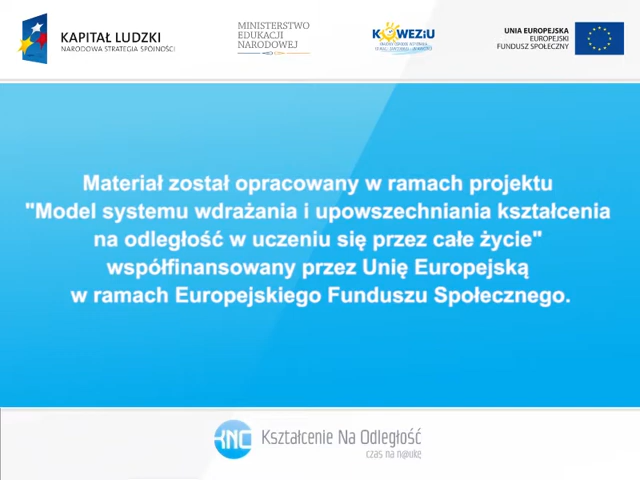 KAPITAŁ LUDZKI
NARODOWA STRATEGIA SPÓJNOŚCI
MINISTERSTWO
EDUKACJI
NARODOWEJ
KOWEZiU
UNIA EUROPEJSKA
EUROPEJSKI
FUNDUSZ SPOŁECZNY
Materiał został opracowany w ramach projektu
"Model systemu wdrażania i upowszechniania kształcenia
na odległość w uczeniu się przez całe życie"
współfinansowany przez Unię Europejską
w ramach Europejskiego Funduszu Społecznego.
KNO Kształcenie Na Odległość
czas na n@ukę